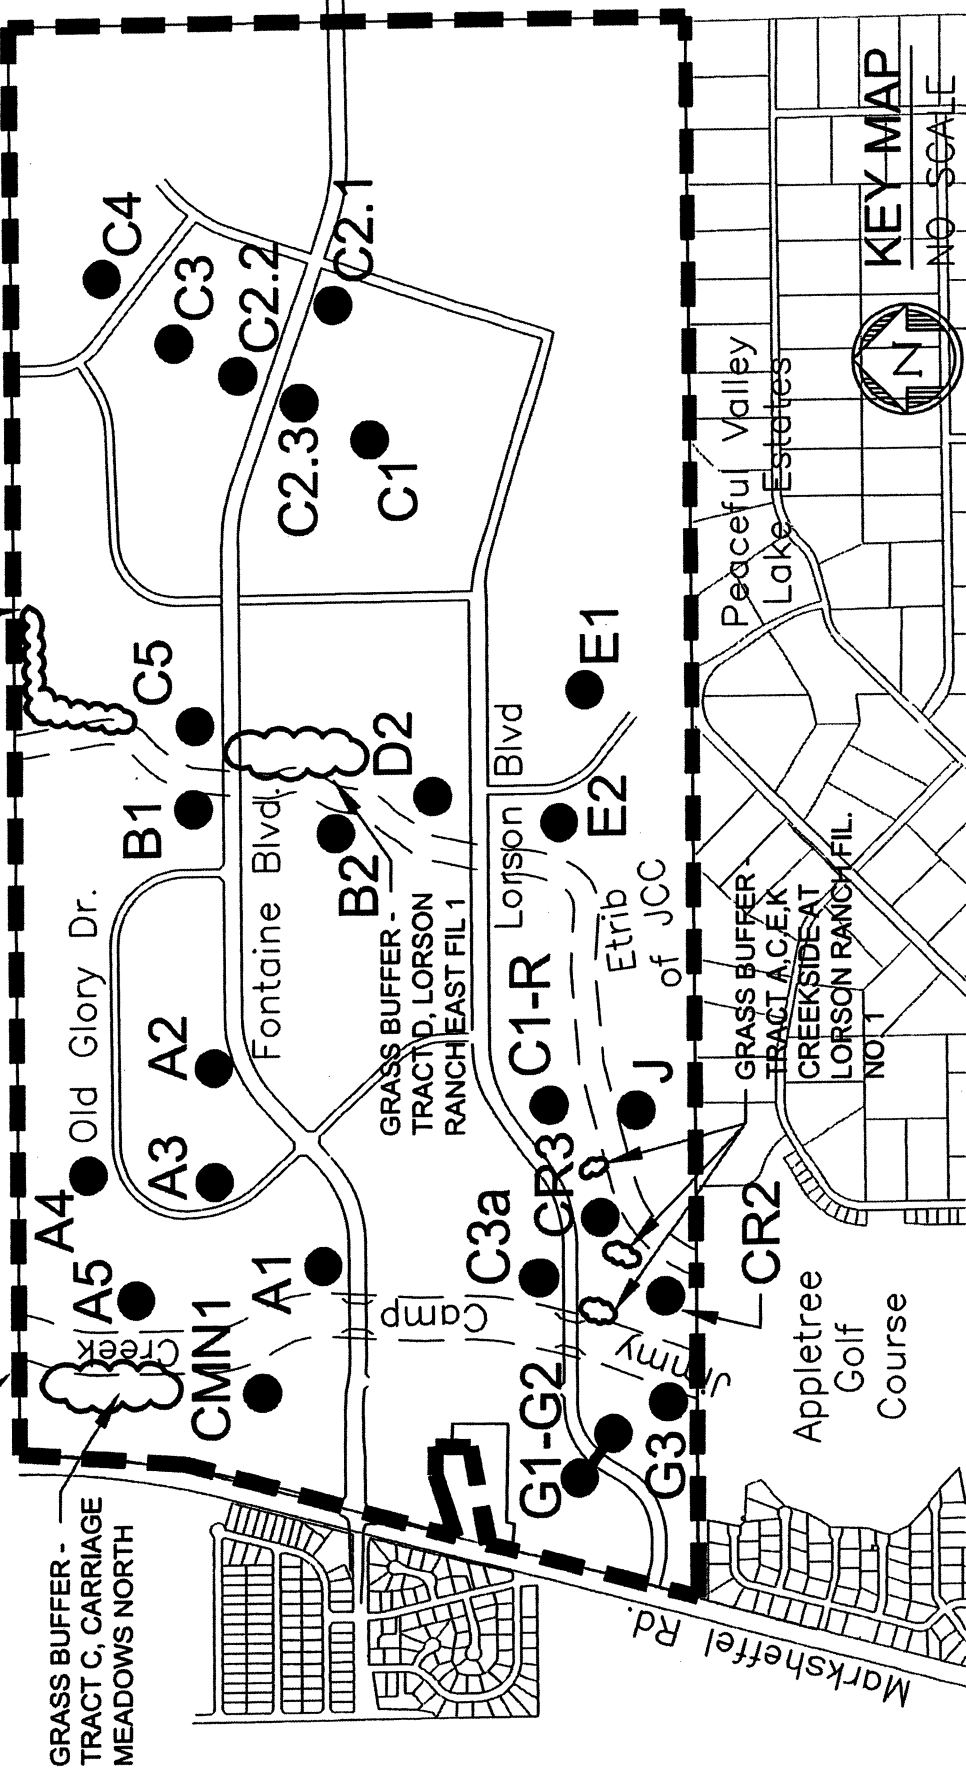 GRASS BUFFER -
TRACT C, CARRIAGE
MEADOWS NORTH
A5
A4
Old Glory Dr.
B1
C5
C4
Creek
CMN1
A3
A2
C3
C2.2
A1
Fontaine Blvd.
B2
D2
C2.3
C2.1
C1
GRASS BUFFER -
TRACT D, LORSON
RANCH EAST FIL 1
Camp
C3a
C1-R
Lorson Blvd
G1-G2
CR3
E2
E1
Etrib
of JCC
J
Jimmy
G3
CR2
Marksheffel Rd.
GRASS BUFFER -
TRACT A,C,E,K
CREEKSIDE AT
LORSON RANCH FIL.
NO 1
Peaceful Valley
Lake Estates
Appletree
Golf
Course
N
KEY MAP
NO SCALE